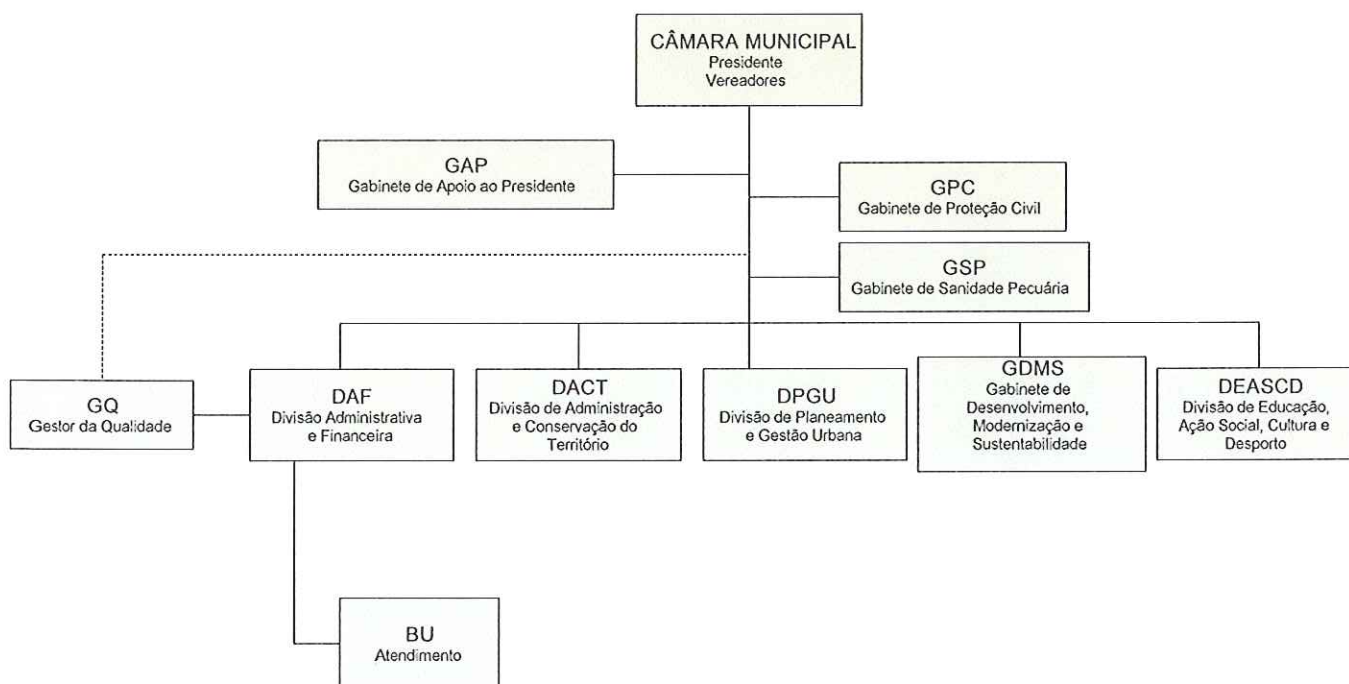 CÂMARA MUNICIPAL
Presidente
Vereadores
GAP
Gabinete de Apoio ao Presidente
GPC
Gabinete de Proteção Civil
GSP
Gabinete de Sanidade Pecuária
GQ
Gestor da Qualidade
DAF
Divisão Administrativa
e Financeira
DACT
Divisão de Administração
e Conservação do
Território
DPGU
Divisão de Planeamento
e Gestão Urbana
GDMS
Gabinete de
Desenvolvimento,
Modernização e
Sustentabilidade
DEASCD
Divisão de Educação,
Ação Social, Cultura e
Desporto
BU
Atendimento